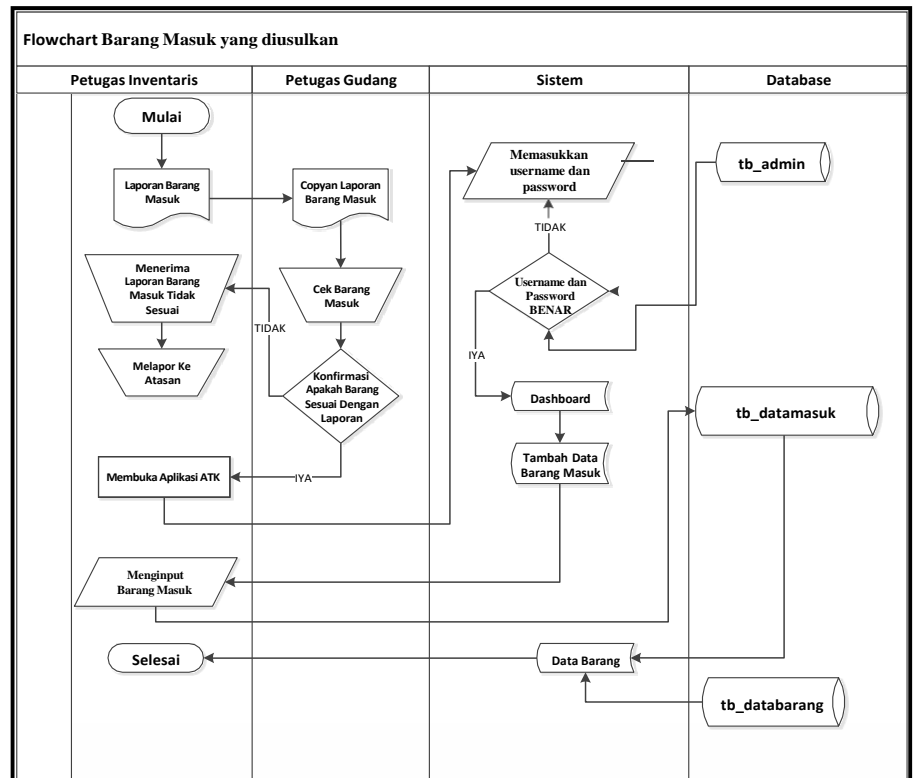 Flowchart Barang Masuk yang diusulkan
Petugas Inventaris
Petugas Gudang
Sistem
Database
Mulai
Laporan Barang
Masuk
Copyan Laporan
Barang Masuk
Memasukkan
username dan
password
tb_admin
TIDAK
Menerima
Laporan Barang
Masuk Tidak
Sesuai
Cek Barang
Masuk
Username dan
Password
BENAR
TIDAK
IYA
Melapor Ke
Atasan
Konfirmasi
Apakah Barang
Sesuai Dengan
Laporan
Dashboard
tb_datamasuk
Tambah Data
Barang Masuk
Membuka Aplikasi ATK
IYA
Menginput
Barang Masuk
Selesai
Data Barang
tb_databarang